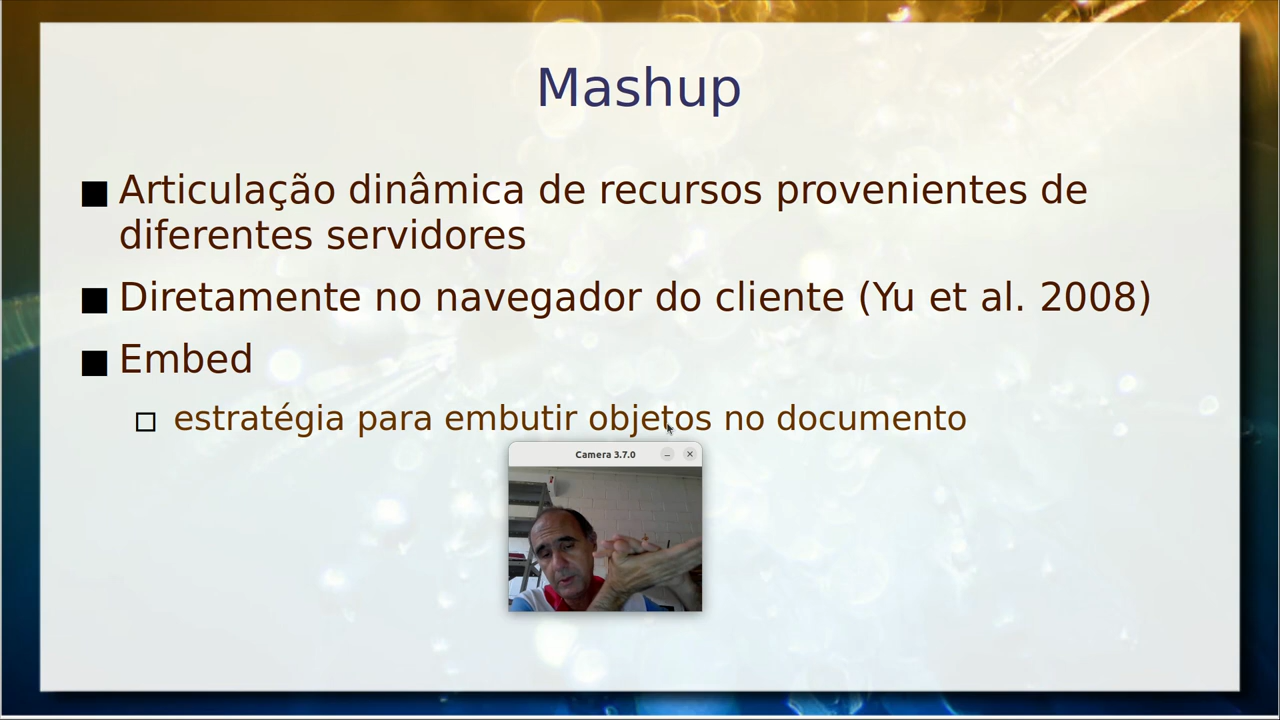 Mashup
Articulação dinâmica de recursos provenientes de
diferentes servidores
Diretamente no navegador do cliente (Yu et al. 2008)
Embed
estratégia para embutir objetos no documento
Camera 3.7.0